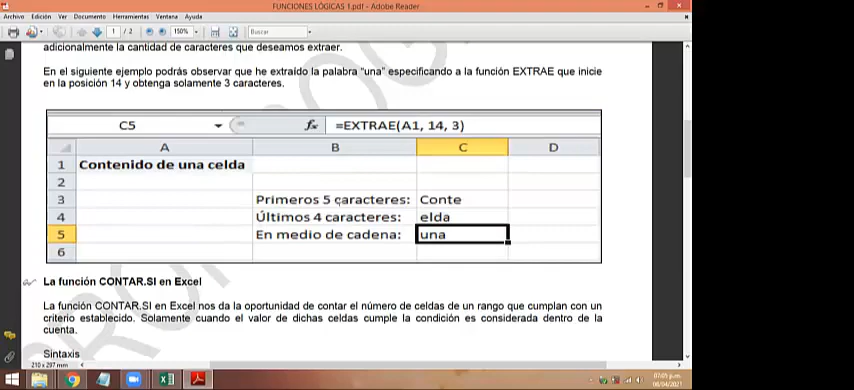 FUNCIONES LÓGICAS 1.pdf - Adobe Reader
Archivo Edición Ver Documento Herramientas Ventana Ayuda
1 / 2 150% Buscar
adicionalmente la cantidad de caracteres que deseamos extraer.
En el siguiente ejemplo podrás observar que he extraído la palabra "una" especificando a la función EXTRAE que inicie
en la posición 14 y obtenga solamente 3 caracteres.
C5 fx =EXTRAE(A1, 14, 3)
A B C D
1 Contenido de una celda
2
3 Primeros 5 caracteres: Conte
4 Últimos 4 caracteres: elda
5 En medio de cadena: una
6
La función CONTAR.SI en Excel
La función CONTAR.SI en Excel nos da la oportunidad de contar el número de celdas de un rango que cumplan con un
criterio establecido. Solamente cuando el valor de dichas celdas cumple la condición es considerada dentro de la
cuenta.
Sintaxis
210 x 297 mm
07:05 p.m.
08/04/2021